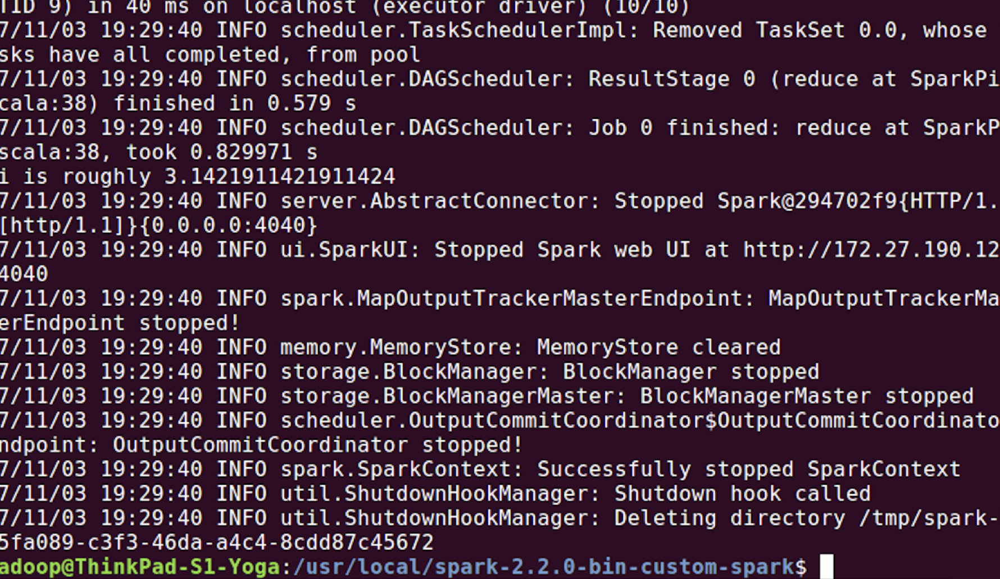 TID 9) in 40 ms on localhost (executor driver) (10/10)
7/11/03 19:29:40 INFO scheduler.TaskSchedulerImpl: Removed TaskSet 0.0, whose
sks have all completed, from pool
7/11/03 19:29:40 INFO scheduler.DAGScheduler: ResultStage 0 (reduce at SparkPi
cala:38) finished in 0.579 s
7/11/03 19:29:40 INFO scheduler.DAGScheduler: Job 0 finished: reduce at SparkP
scala:38, took 0.829971 s
i is roughly 3.1421911421911424
7/11/03 19:29:40 INFO server.AbstractConnector: Stopped Spark@294702f9{HTTP/1.
[http/1.1]}{0.0.0.0:4040}
7/11/03 19:29:40 INFO ui.SparkUI: Stopped Spark web UI at http://172.27.190.12
4040
7/11/03 19:29:40 INFO spark.MapOutputTrackerMasterEndpoint: MapOutputTrackerMa
erEndpoint stopped!
7/11/03 19:29:40 INFO memory.MemoryStore: MemoryStore cleared
7/11/03 19:29:40 INFO storage.BlockManager: BlockManager stopped
7/11/03 19:29:40 INFO storage.BlockManagerMaster: BlockManagerMaster stopped
7/11/03 19:29:40 INFO scheduler.OutputCommitCoordinator$OutputCommitCoordinato
ndpoint: OutputCommitCoordinator stopped!
7/11/03 19:29:40 INFO spark.SparkContext: Successfully stopped SparkContext
7/11/03 19:29:40 INFO util.ShutdownHookManager: Shutdown hook called
7/11/03 19:29:40 INFO util.ShutdownHookManager: Deleting directory /tmp/spark-
5fa089-c3f3-46da-a4c4-8cdd87c45672
adoop@ThinkPad-S1-Yoga:/usr/local/spark-2.2.0-bin-custom-spark$